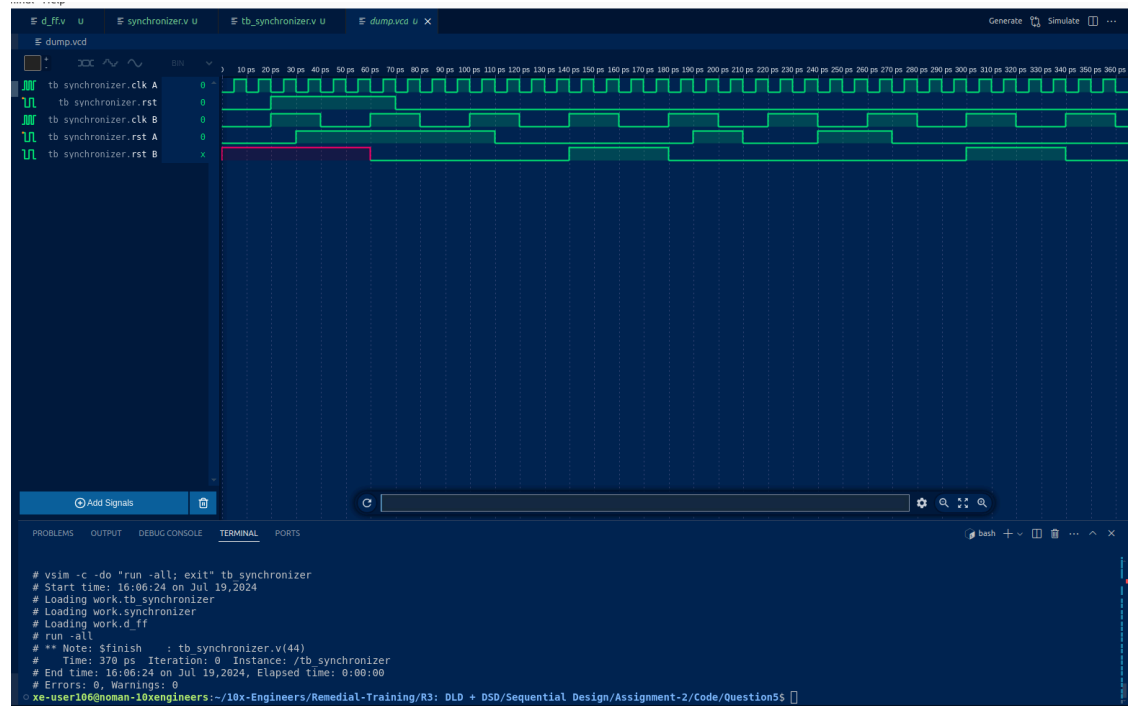 d_ff.v U synchronizer.v U tb_synchronizer.v U dump.vcd U Generate Simulate
dump.vcd
BIN
10 ps 20 ps 30 ps 40 ps 50 ps 60 ps 70 ps 80 ps 90 ps 100 ps 110 ps 120 ps 130 ps 140 ps 150 ps 160 ps 170 ps 180 ps 190 ps 200 ps 210 ps 220 ps 230 ps 240 ps 250 ps 260 ps 270 ps 280 ps 290 ps 300 ps 310 ps 320 ps 330 ps 340 ps 350 ps 360 ps
tb synchronizer.clk A 0
tb synchronizer.rst 0
tb synchronizer.clk B 0
tb synchronizer.rst A 0
tb synchronizer.rst B x
Add Signals
PROBLEMS OUTPUT DEBUG CONSOLE TERMINAL PORTS bash
# vsim -c -do "run -all; exit" tb_synchronizer
# Start time: 16:06:24 on Jul 19,2024
# Loading work.tb_synchronizer
# Loading work.synchronizer
# Loading work.d_ff
# run -all
# ** Note: $finish : tb_synchronizer.v(44)
# Time: 370 ps Iteration: 0 Instance: /tb_synchronizer
# End time: 16:06:24 on Jul 19,2024, Elapsed time: 0:00:00
# Errors: 0, Warnings: 0
xe-user106@noman-10xengineers:~/10x-Engineers/Remedial-Training/R3: DLD + DSD/Sequential Design/Assignment-2/Code/Question5$